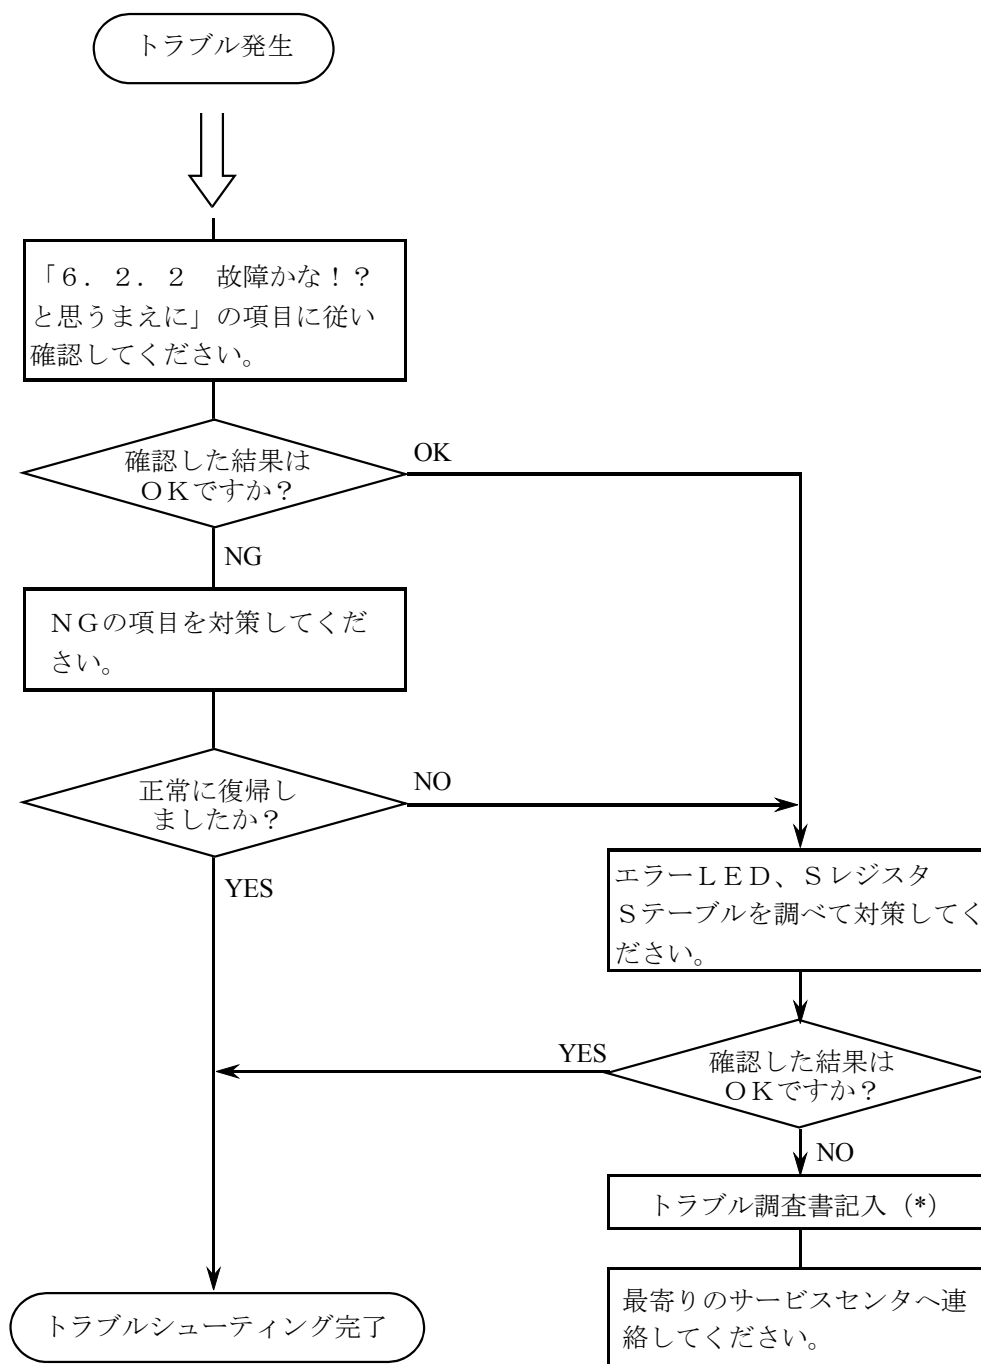 トラブル発生
「６．２．２　故障かな！？
と思うまえに」の項目に従い
確認してください。
確認した結果は
ＯＫですか？
OK
NG
ＮＧの項目を対策してくだ
さい。
正常に復帰し
ましたか？
NO
YES
エラーＬＥＤ、Ｓレジスタ
Ｓテーブルを調べて対策してく
ださい。
確認した結果は
ＯＫですか？
YES
NO
トラブル調査書記入（*）
最寄りのサービスセンタへ連
絡してください。
トラブルシューティング完了